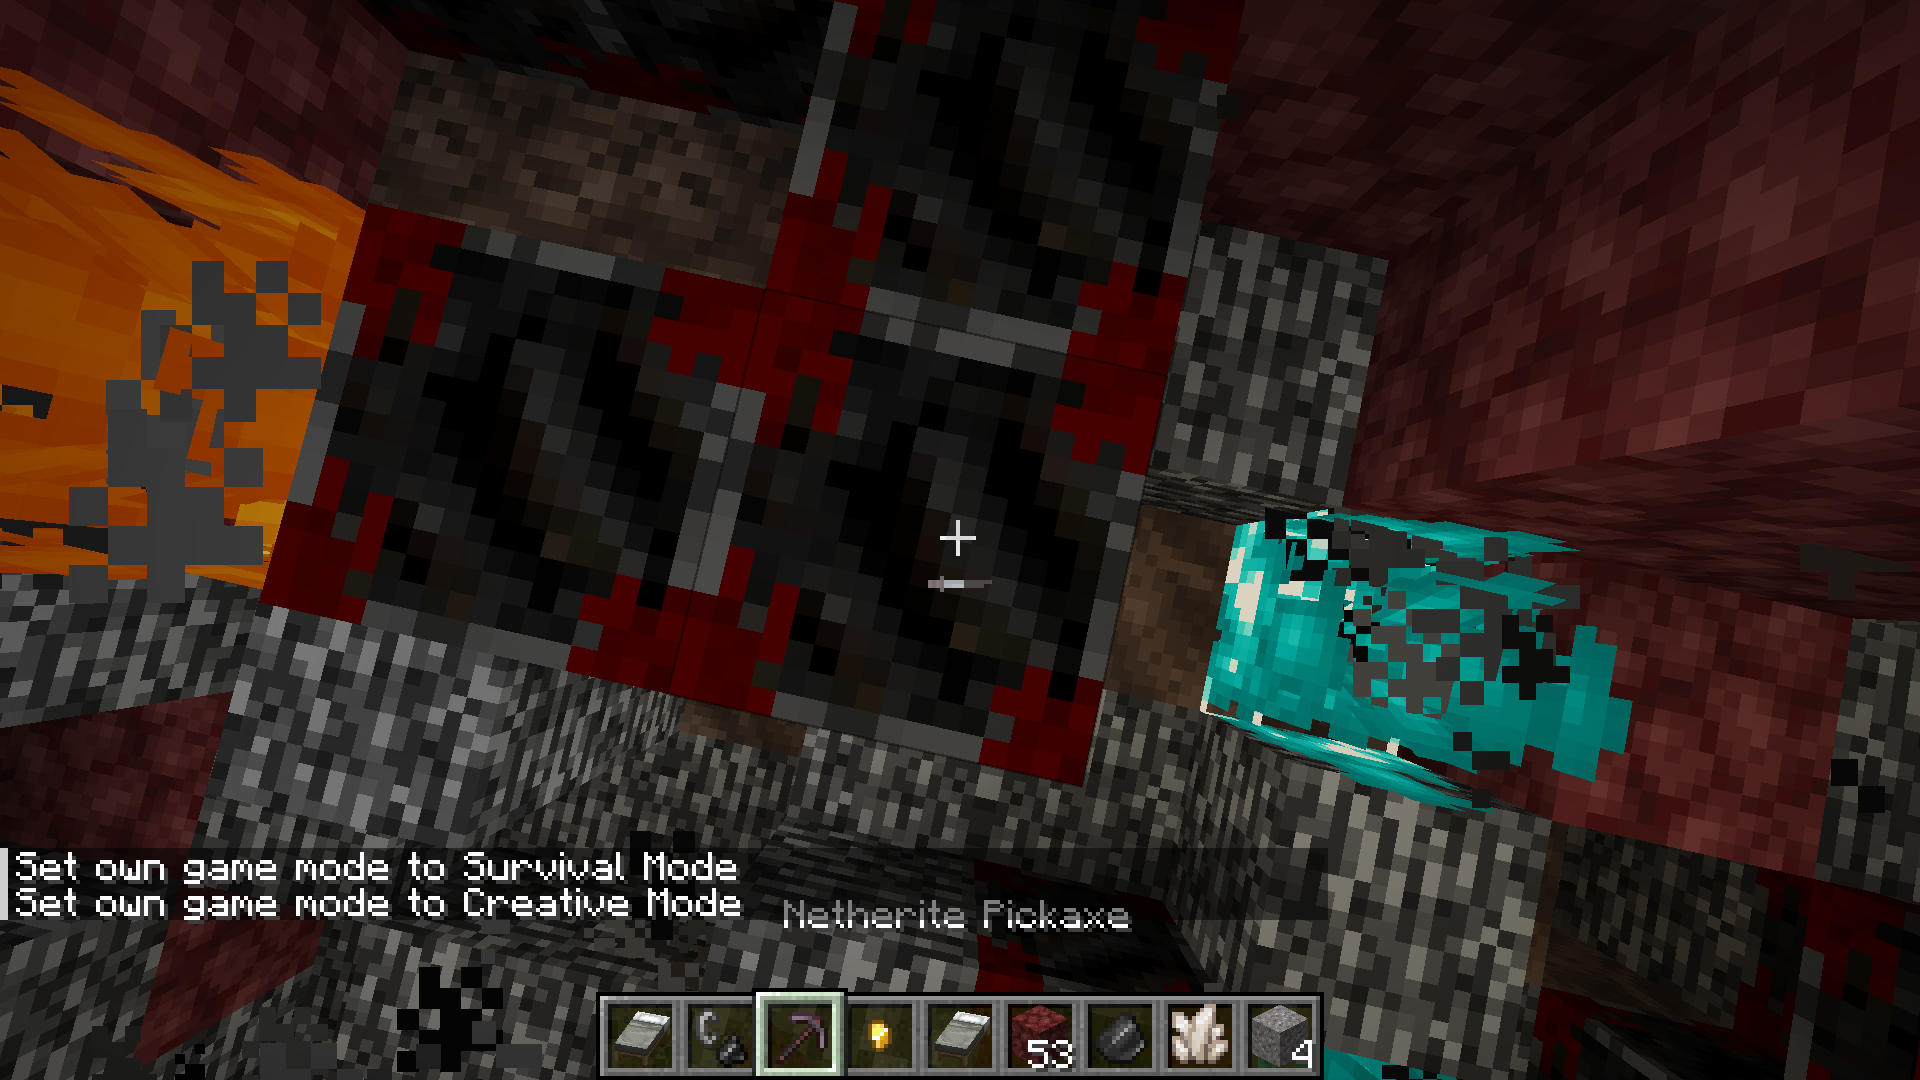 Set own game mode to Survival Mode
Set own game mode to Creative Mode
Netherite Pickaxe
53
4